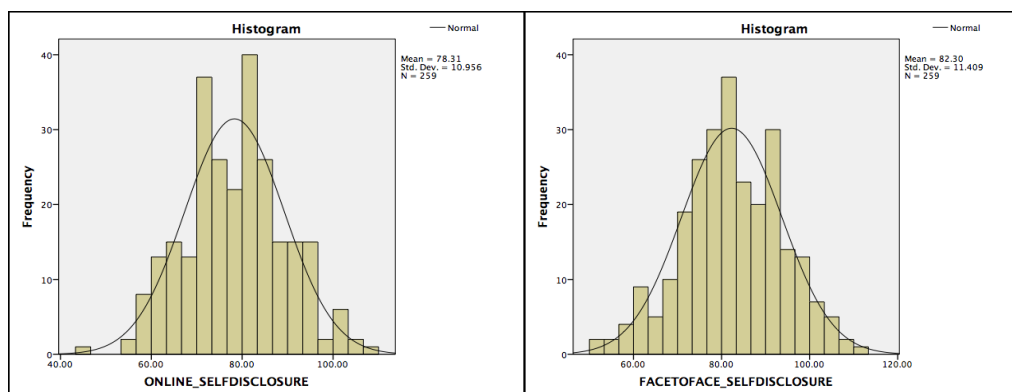 Histogram
Normal
Mean = 78.31
Std. Dev. = 10.956
N = 259
Frequency
40
30
20
10
0
40.00 60.00 80.00 100.00
ONLINE_SELFDISCLOSURE
Histogram
Normal
Mean = 82.30
Std. Dev. = 11.409
N = 259
Frequency
40
30
20
10
0
60.00 80.00 100.00 120.00
FACETOFACE_SELFDISCLOSURE